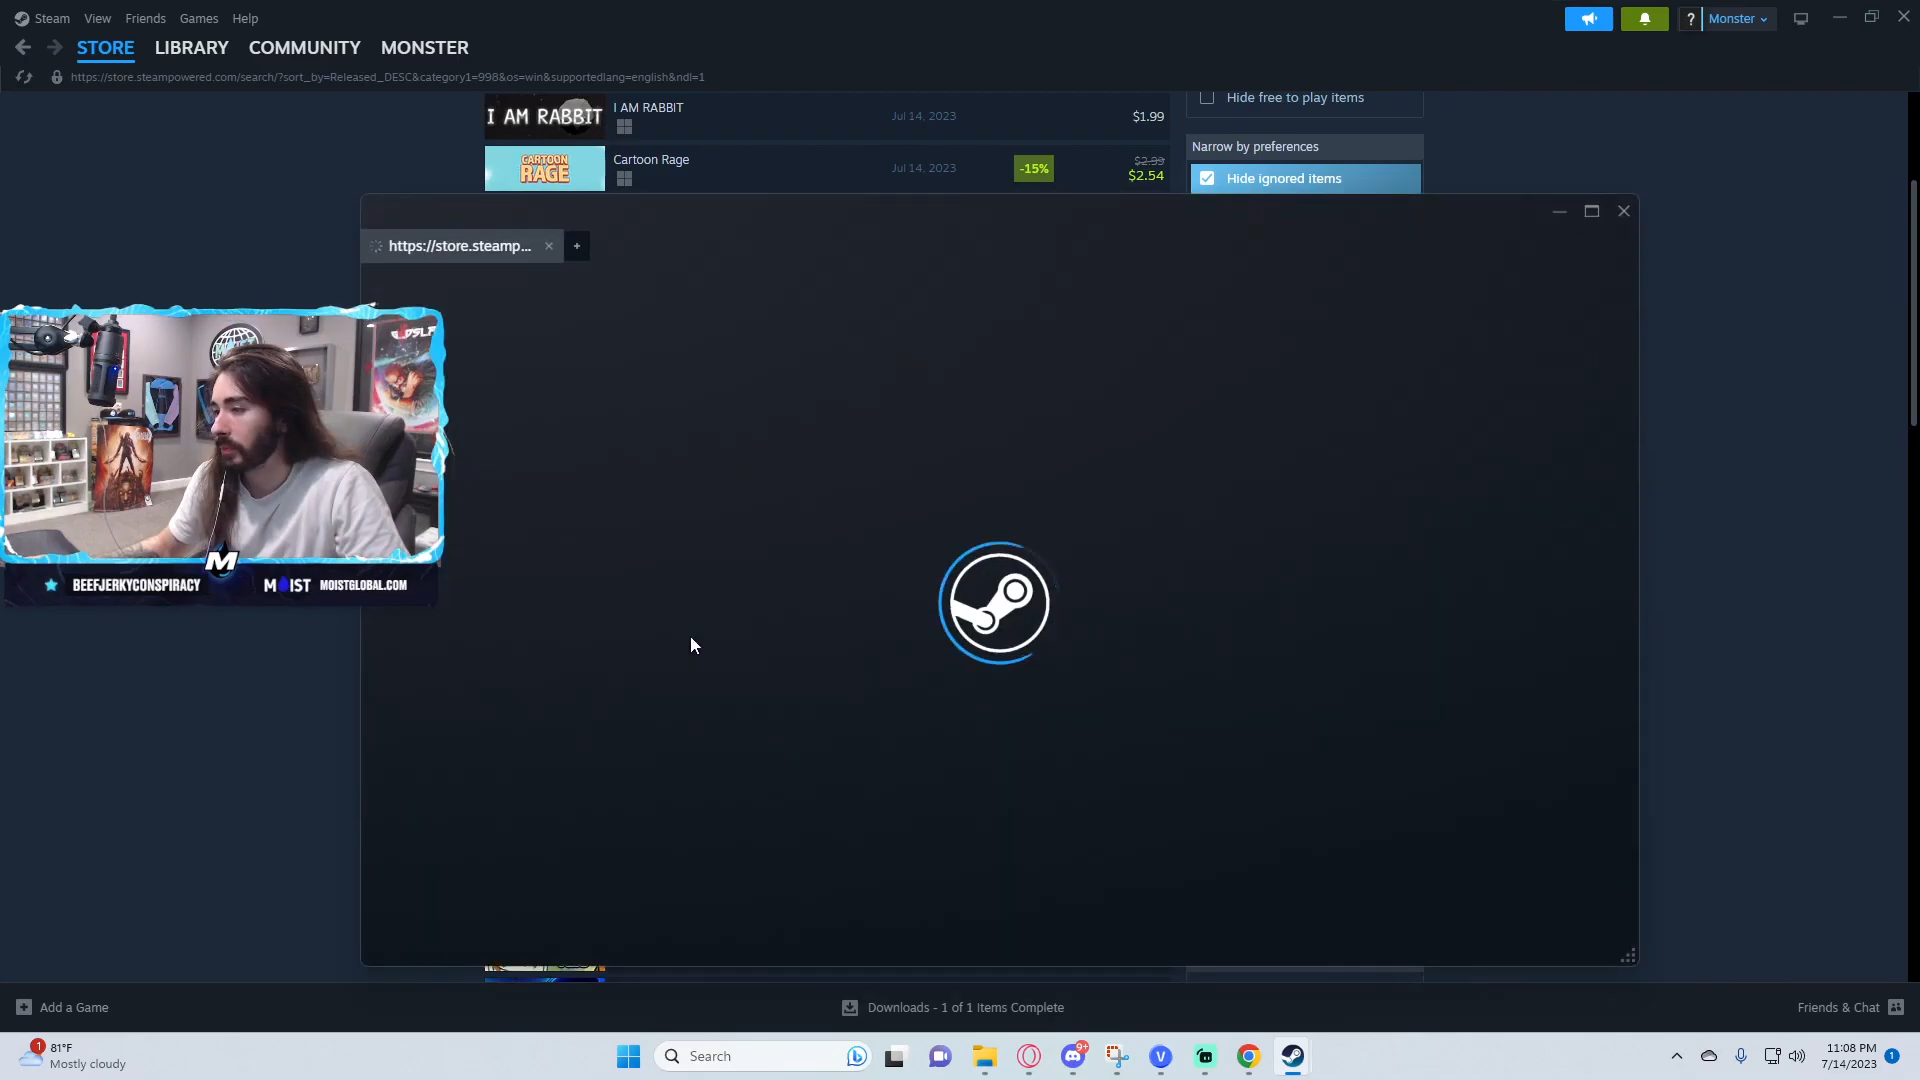 Steam View Friends Games Help
? Monster
STORE LIBRARY COMMUNITY MONSTER
https://store.steampowered.com/search/?sort_by=Released_DESC&category1=998&os=win&supportedlang=english&ndl=1
I AM RABBIT I AM RABBIT Jul 14, 2023 $1.99
Hide free to play items
Narrow by preferences
CARTOON RAGE Cartoon Rage Jul 14, 2023 -15% $2.99 $2.54
Hide ignored items
https://store.steamp...
M
BEEFJERKYCONSPIRACY MOIST MOISTGLOBAL.COM
Add a Game
Downloads - 1 of 1 Items Complete
Friends & Chat
1 81°F
Mostly cloudy
Search
9+
V
11:08 PM
7/14/2023
1